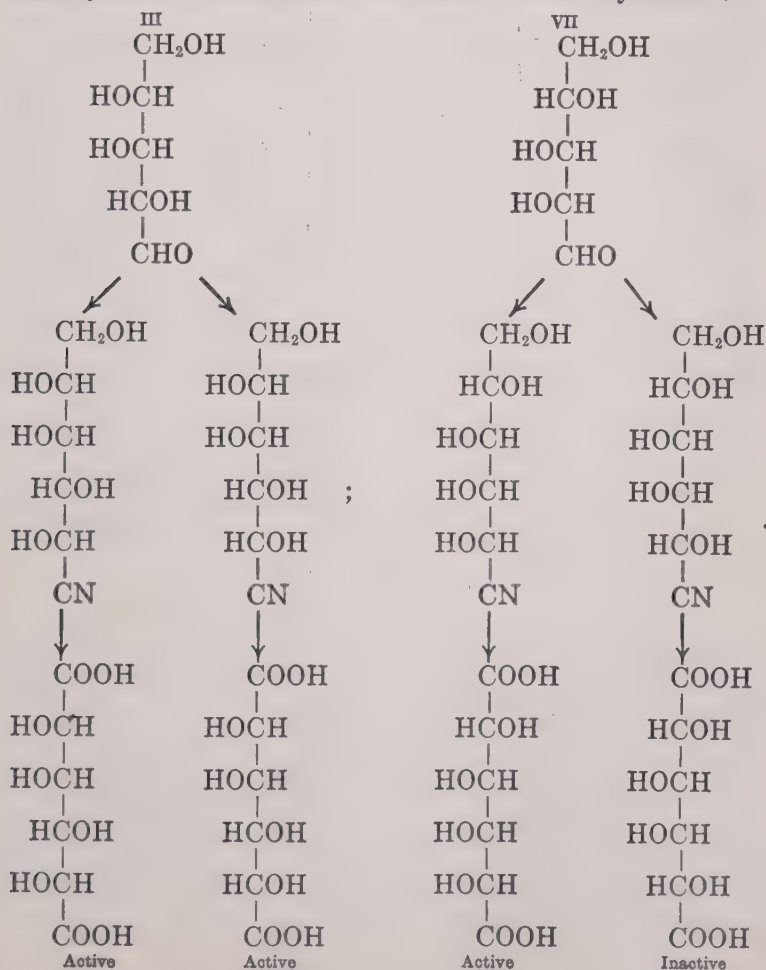 III VII
CH₂OH CH₂OH
HOCH HCOH
HOCH HOCH
HCOH HOCH
CHO CHO
CH₂OH CH₂OH CH₂OH CH₂OH
HOCH HOCH HCOH HCOH
HOCH HOCH HOCH HOCH
HCOH HCOH ; HOCH HOCH
HOCH HCOH HOCH HCOH
CN CN CN CN
COOH COOH COOH COOH
HOCH HOCH HCOH HCOH
HOCH HOCH HOCH HOCH
HCOH HCOH HOCH HOCH
HOCH HCOH HOCH HCOH
COOH COOH COOH COOH
Active Active Active Inactive